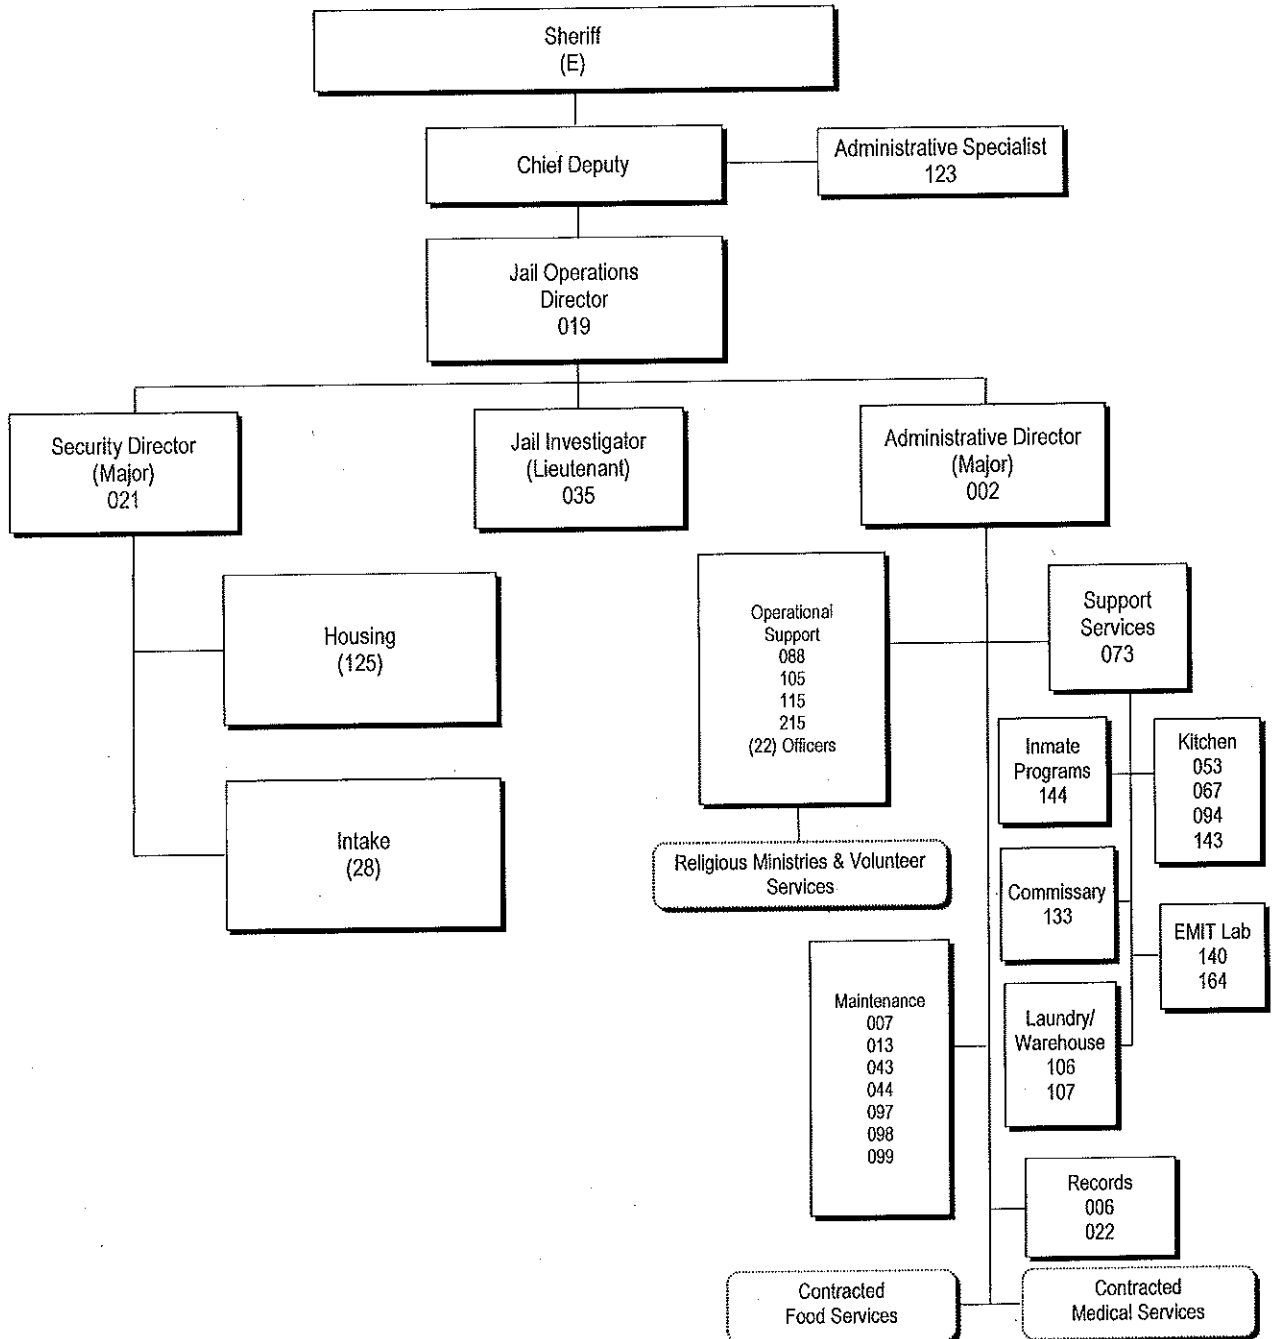 Sheriff
(E)
Chief Deputy
Administrative Specialist
123
Jail Operations
Director
019
Security Director
(Major)
021
Jail Investigator
(Lieutenant)
035
Administrative Director
(Major)
002
Housing
(125)
Intake
(28)
Operational
Support
088
105
115
215
(22) Officers
Support
Services
073
Religious Ministries & Volunteer
Services
Inmate
Programs
144
Kitchen
053
067
094
143
Commissary
133
EMIT Lab
140
164
Laundry/
Warehouse
106
107
Maintenance
007
013
043
044
097
098
099
Records
006
022
Contracted
Food Services
Contracted
Medical Services